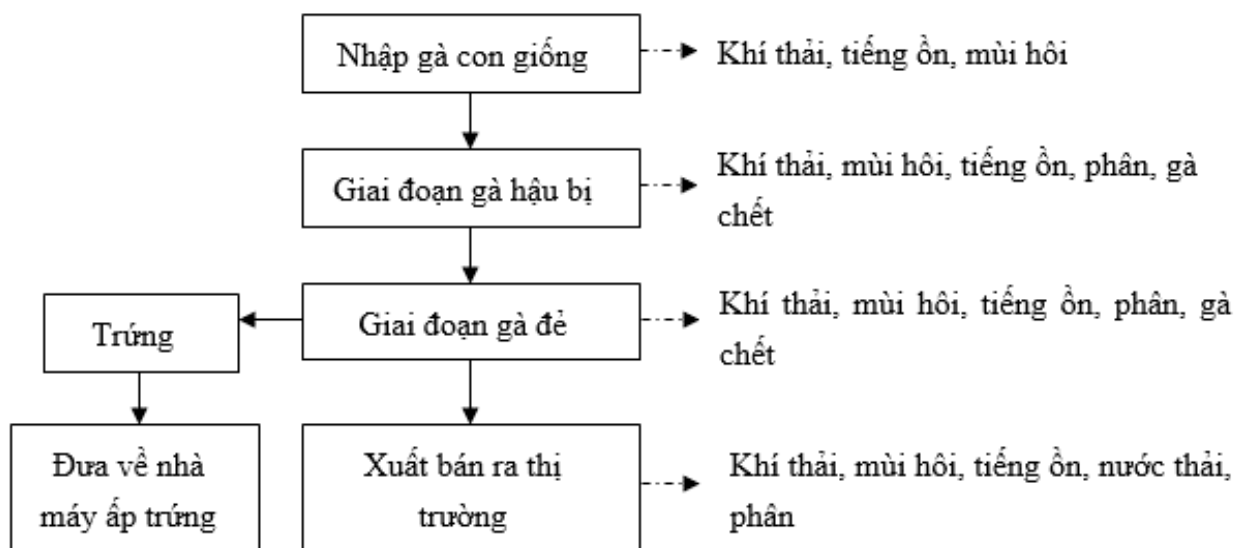 Nhập gà con giống
Khí thải, tiếng ồn, mùi hôi
Giai đoạn gà hậu bị
Khí thải, mùi hôi, tiếng ồn, phân, gà
chết
Trứng
Giai đoạn gà đẻ
Khí thải, mùi hôi, tiếng ồn, phân, gà
chết
Đưa về nhà
máy ấp trứng
Xuất bán ra thị
trường
Khí thải, mùi hôi, tiếng ồn, nước thải,
phân